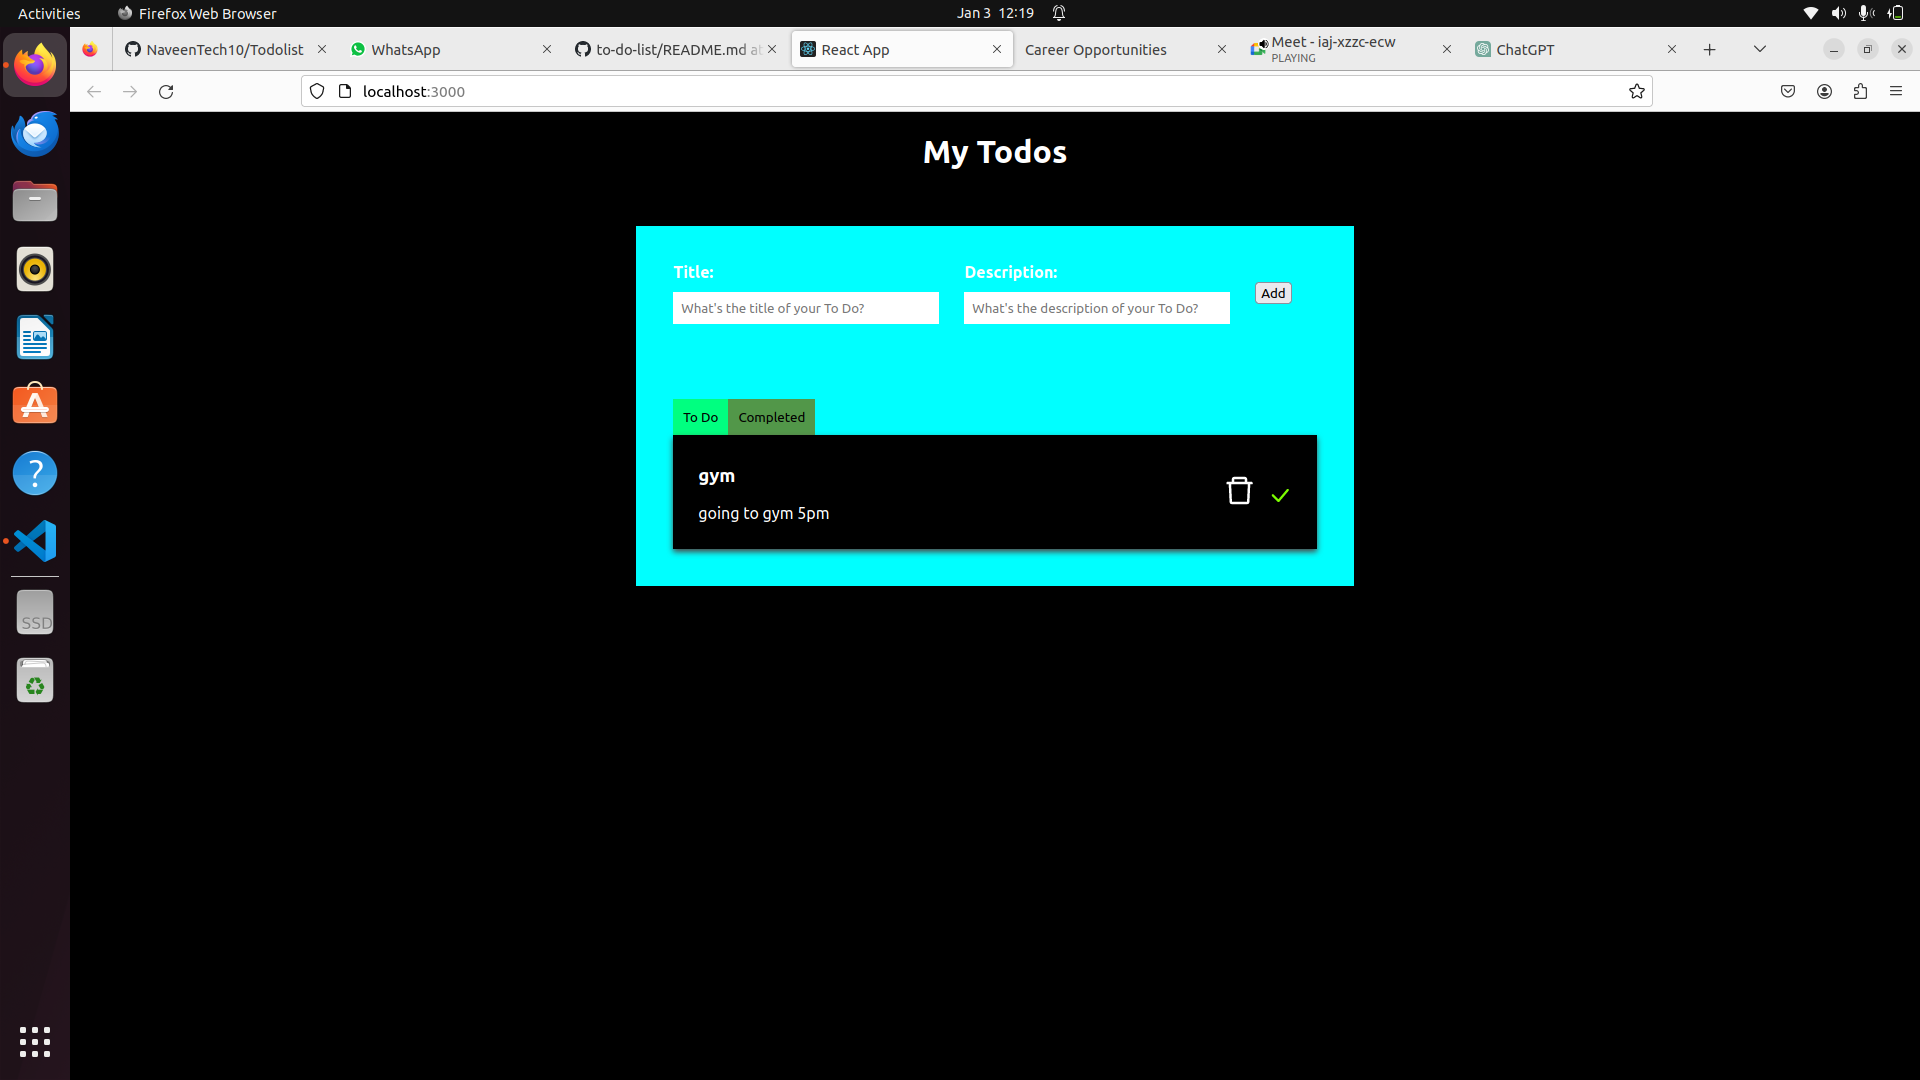 Activities
Firefox Web Browser
Jan 3 12:19
NaveenTech10/Todolist
WhatsApp
to-do-list/README.md at
React App
Career Opportunities
Meet - iaj-xzzc-ecw
PLAYING
ChatGPT
localhost:3000
My Todos
Title:
Description:
What's the title of your To Do?
What's the description of your To Do?
Add
To Do
Completed
gym
going to gym 5pm
SSD